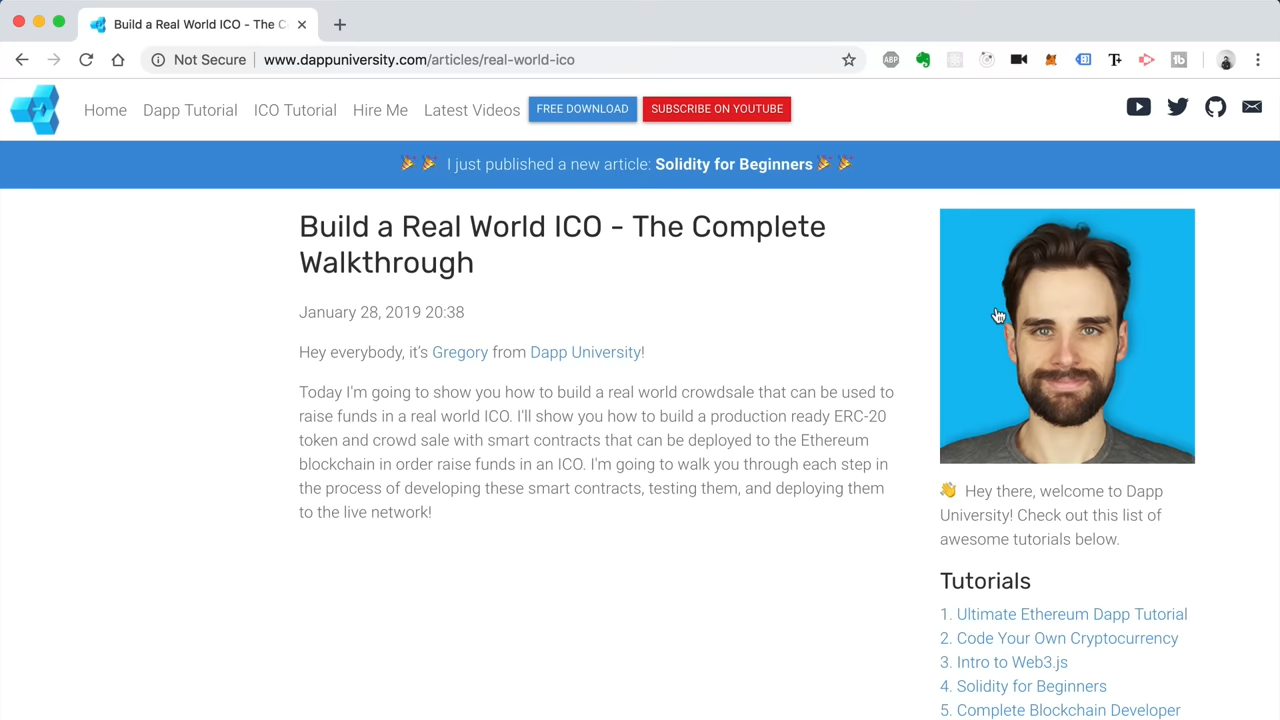 Build a Real World ICO - The C
Not Secure
www.dappuniversity.com/articles/real-world-ico
ABP
T+
Home
Dapp Tutorial
ICO Tutorial
Hire Me
Latest Videos
FREE DOWNLOAD
SUBSCRIBE ON YOUTUBE
🎉 🎉 I just published a new article: Solidity for Beginners 🎉 🎉
Build a Real World ICO - The Complete
Walkthrough
January 28, 2019 20:38
Hey everybody, it's Gregory from Dapp University!
Today I'm going to show you how to build a real world crowdsale that can be used to
raise funds in a real world ICO. I'll show you how to build a production ready ERC-20
token and crowd sale with smart contracts that can be deployed to the Ethereum
blockchain in order raise funds in an ICO. I'm going to walk you through each step in
the process of developing these smart contracts, testing them, and deploying them
to the live network!
👋 Hey there, welcome to Dapp
University! Check out this list of
awesome tutorials below.
Tutorials
1. Ultimate Ethereum Dapp Tutorial
2. Code Your Own Cryptocurrency
3. Intro to Web3.js
4. Solidity for Beginners
5. Complete Blockchain Developer